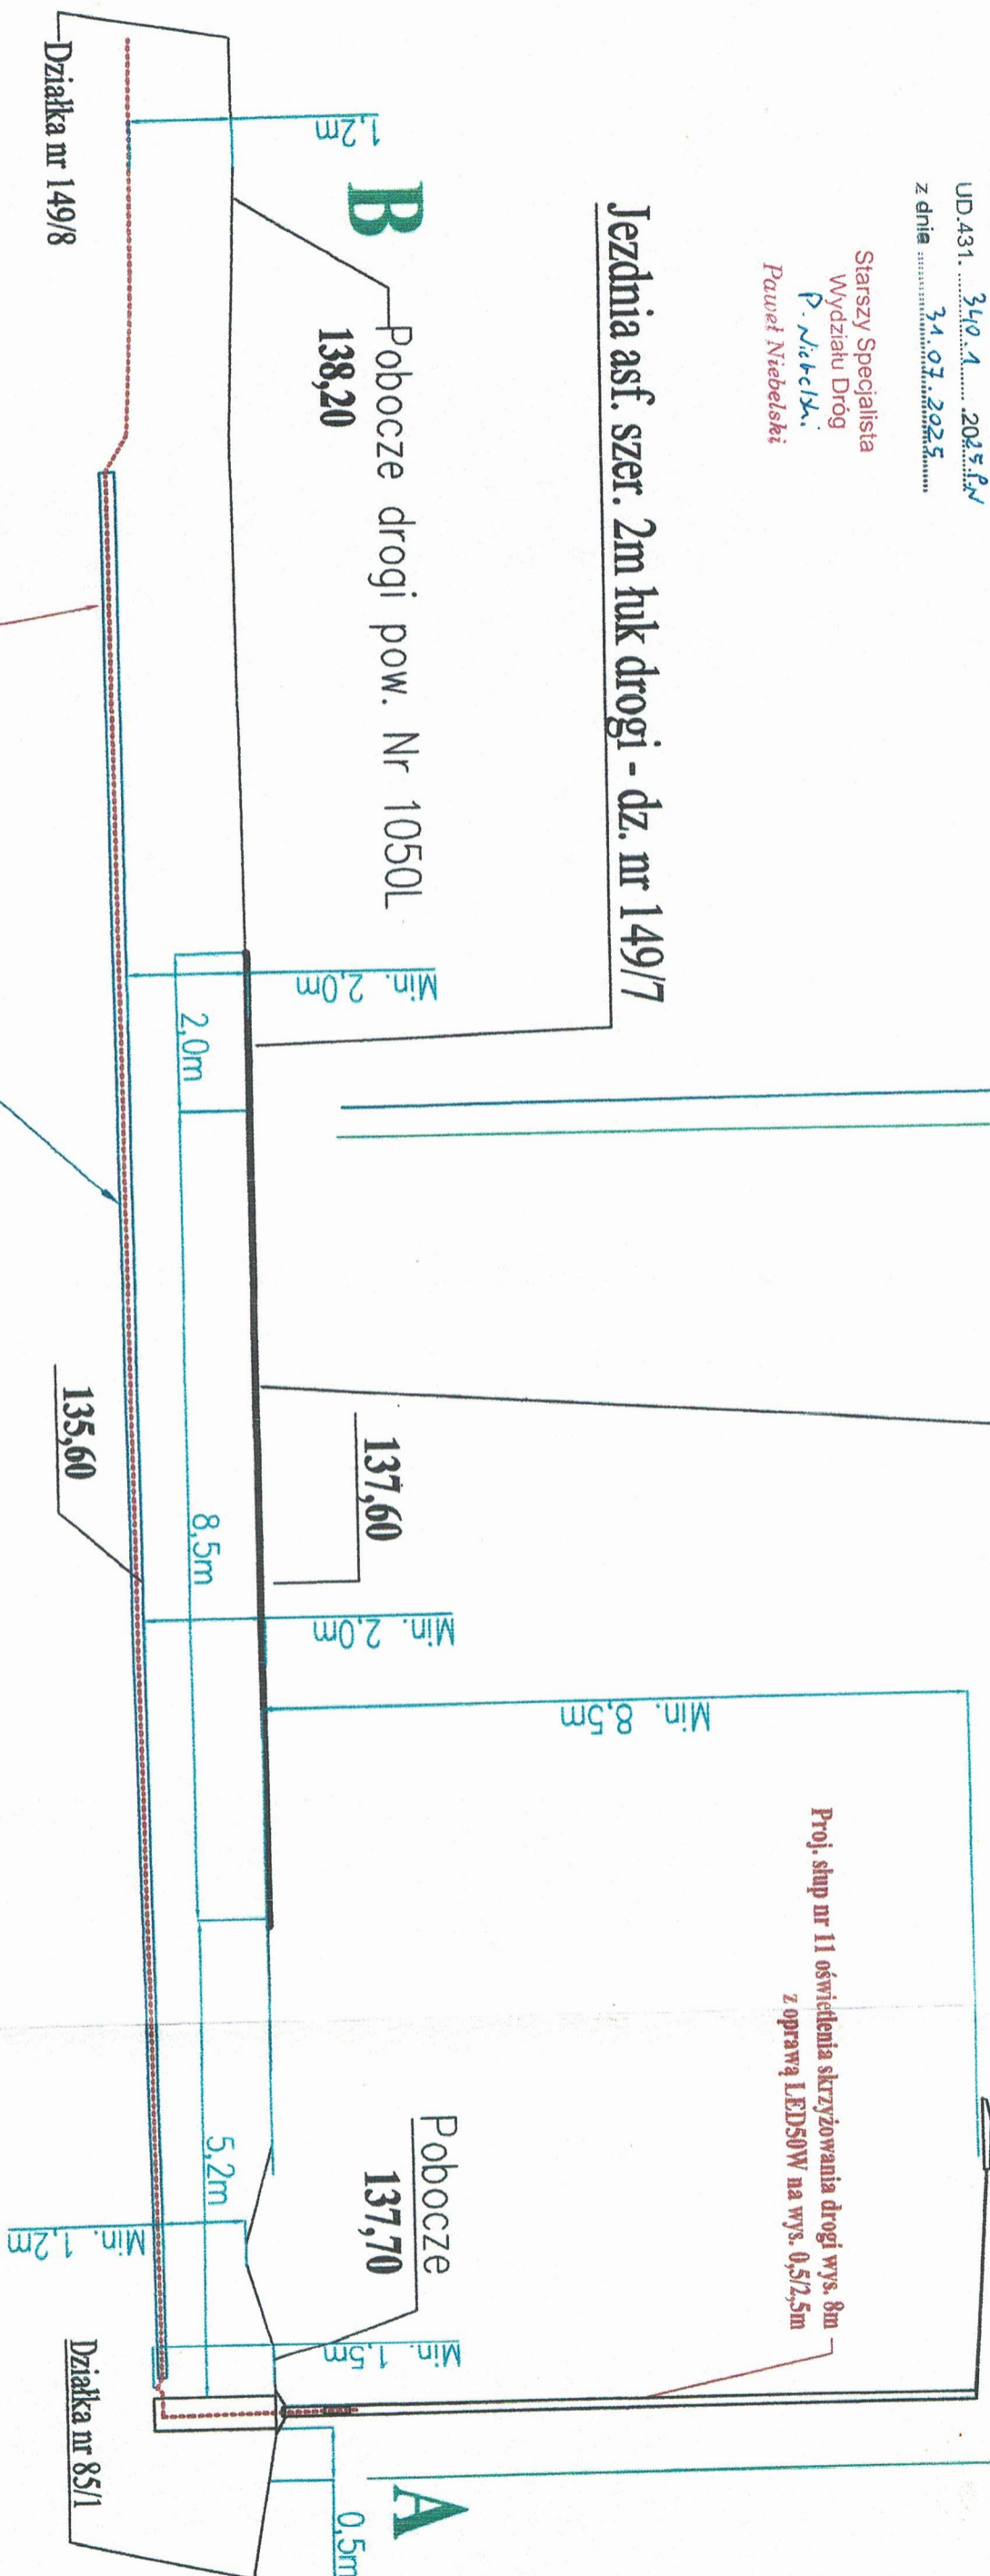 UD.431. 340.1 .2025.PN
z dnia 31.07.2025
Starszy Specjalista
Wydziału Dróg
P. Niebelski
Paweł Niebelski
Jezdnia asf. szer. 2m łuk drogi - dz. nr 149/7
B
Pobocze drogi pow. Nr 1050L
138,20
1,2m
Działka nr 149/8
Min. 2,0m
2,0m
137,60
8,5m
135,60
Min. 2,0m
Min. 8,5m
Proj. słup nr 11 oświetlenia skrzyżowania drogi wys. 8m
z oprawą LED50W na wys. 0,5/2,5m
Pobocze
137,70
5,2m
Min. 1,2m
Min. 1,5m
Działka nr 85/1
A
0,5m